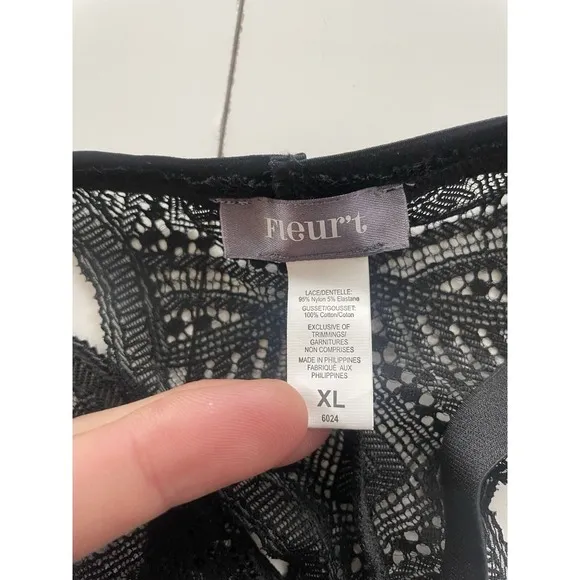 Fleur't
LACE/DENTELLE:
95% Nylon 5% Elastane
GUSSET/GOUSSET:
100% Cotton/Coton
EXCLUSIVE OF
TRIMMINGS/
GARNITURES
NON COMPRISES
MADE IN PHILIPPINES
FABRIQUÉ AUX
PHILIPPINES
XL
6024